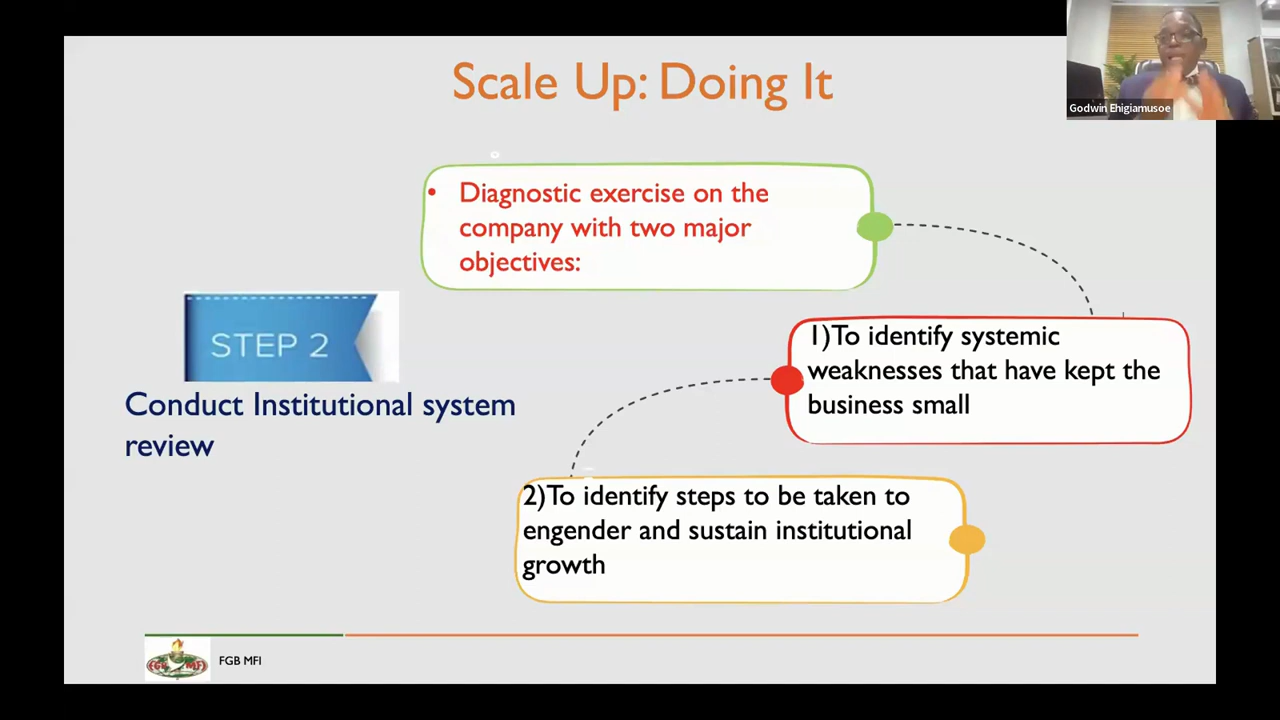 Scale Up: Doing It
Godwin Ehigiamusoe
• Diagnostic exercise on the
company with two major
objectives:
STEP 2
Conduct Institutional system
review
1)To identify systemic
weaknesses that have kept the
business small
2)To identify steps to be taken to
engender and sustain institutional
growth
FGB MFI